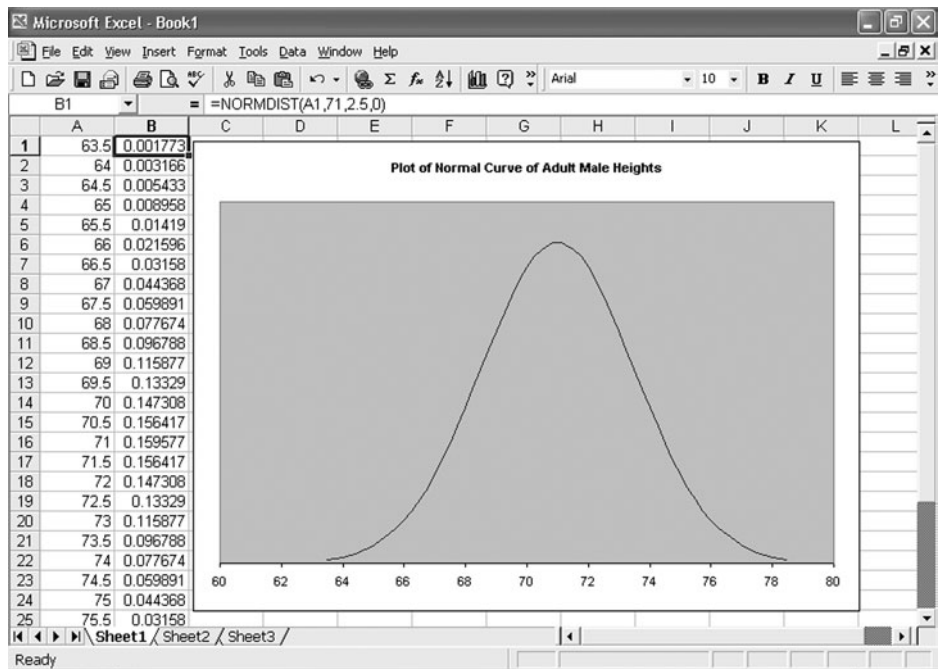 Microsoft Excel - Book1
File Edit View Insert Format Tools Data Window Help
Arial 10 B I U
B1 = =NORMDIST(A1,71,2.5,0)
A B C D E F G H I J K L
1 63.5 0.001773
2 64 0.003166
3 64.5 0.005433
4 65 0.008958
5 65.5 0.01419
6 66 0.021596
7 66.5 0.03158
8 67 0.044368
9 67.5 0.059891
10 68 0.077674
11 68.5 0.096788
12 69 0.115877
13 69.5 0.13329
14 70 0.147308
15 70.5 0.156417
16 71 0.159577
17 71.5 0.156417
18 72 0.147308
19 72.5 0.13329
20 73 0.115877
21 73.5 0.096788
22 74 0.077674
23 74.5 0.059891
24 75 0.044368
25 75.5 0.03158
Plot of Normal Curve of Adult Male Heights
60 62 64 66 68 70 72 74 76 78 80
Sheet1 / Sheet2 / Sheet3 /
Ready